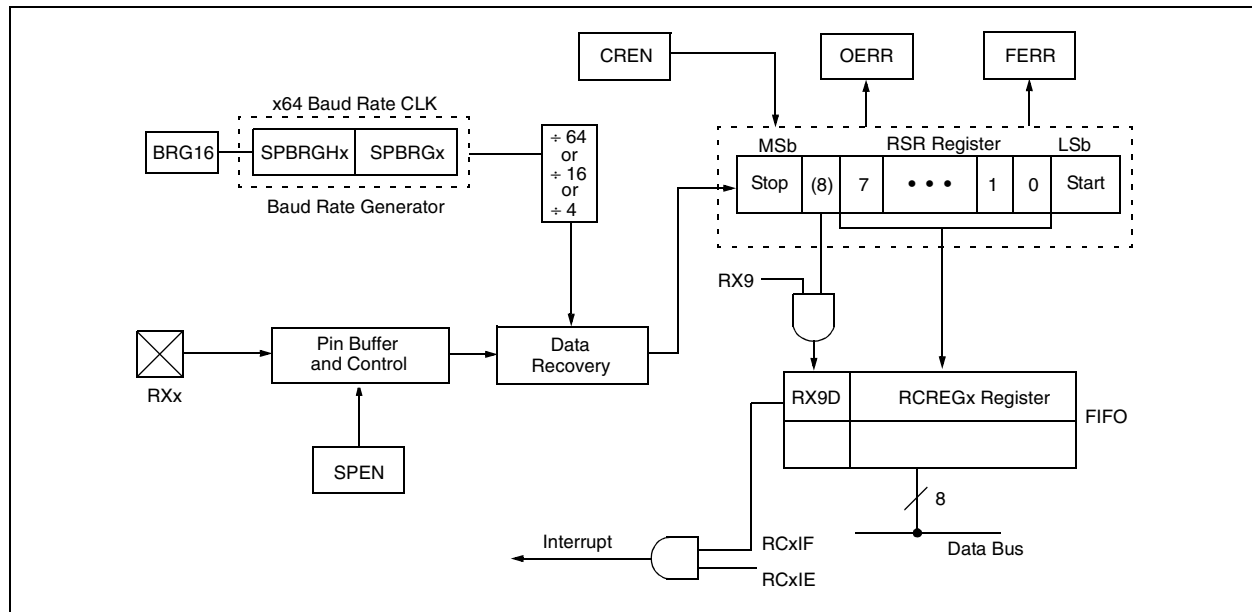 CREN
OERR
FERR
x64 Baud Rate CLK
BRG16
SPBRGHx
SPBRGx
Baud Rate Generator
÷ 64
or
÷ 16
or
÷ 4
MSb
RSR Register
LSb
Stop
(8)
7
• • •
1
0
Start
RX9
RXx
Pin Buffer
and Control
Data
Recovery
SPEN
RX9D
RCREGx Register
FIFO
8
Data Bus
Interrupt
RCxIF
RCxIE